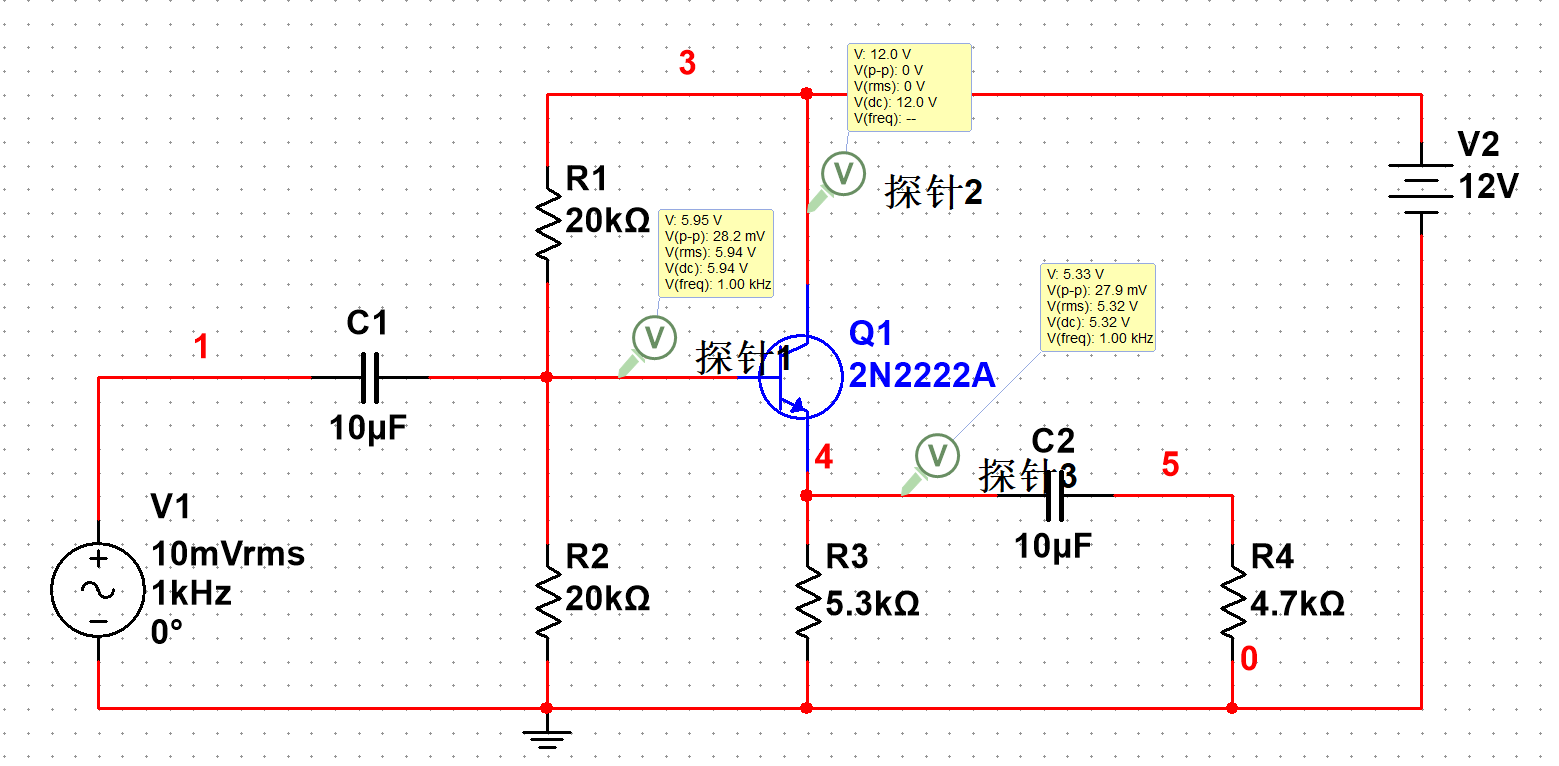 3
V: 12.0 V
V(p-p): 0 V
V(rms): 0 V
V(dc): 12.0 V
V(freq): --
V2
12V
R1
20kΩ
探针2
V
V: 5.95 V
V(p-p): 28.2 mV
V(rms): 5.94 V
V(dc): 5.94 V
V(freq): 1.00 kHz
V: 5.33 V
V(p-p): 27.9 mV
V(rms): 5.32 V
V(dc): 5.32 V
V(freq): 1.00 kHz
1
C1
10µF
V
探针1
Q1
2N2222A
4
V
探针3
C2
10µF
5
V1
10mVrms
1kHz
0°
R2
20kΩ
R3
5.3kΩ
R4
4.7kΩ
0